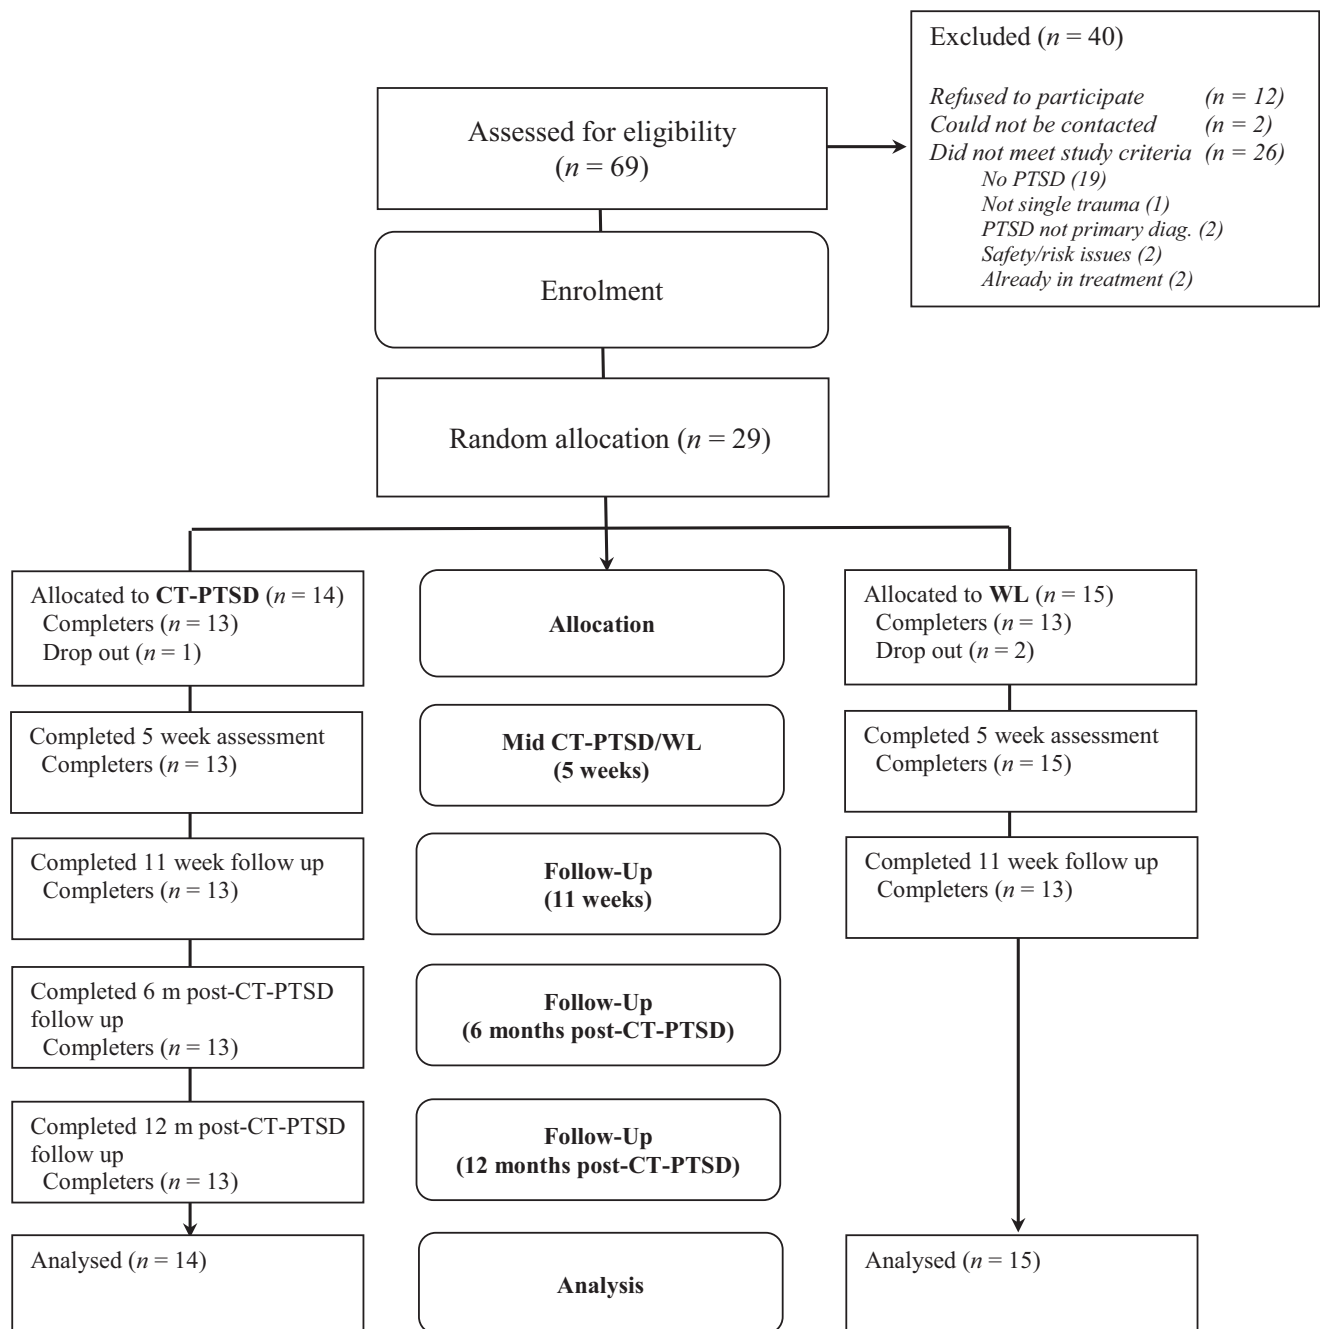 Excluded (n = 40)
Refused to participate (n = 12)
Could not be contacted (n = 2)
Did not meet study criteria (n = 26)
No PTSD (19)
Not single trauma (1)
PTSD not primary diag. (2)
Safety/risk issues (2)
Already in treatment (2)
Assessed for eligibility
(n = 69)
Enrolment
Random allocation (n = 29)
Allocated to CT-PTSD (n = 14)
Completers (n = 13)
Drop out (n = 1)
Allocation
Allocated to WL (n = 15)
Completers (n = 13)
Drop out (n = 2)
Completed 5 week assessment
Completers (n = 13)
Mid CT-PTSD/WL
(5 weeks)
Completed 5 week assessment
Completers (n = 15)
Completed 11 week follow up
Completers (n = 13)
Follow-Up
(11 weeks)
Completed 11 week follow up
Completers (n = 13)
Completed 6 m post-CT-PTSD
follow up
Completers (n = 13)
Follow-Up
(6 months post-CT-PTSD)
Completed 12 m post-CT-PTSD
follow up
Completers (n = 13)
Follow-Up
(12 months post-CT-PTSD)
Analysed (n = 14)
Analysis
Analysed (n = 15)